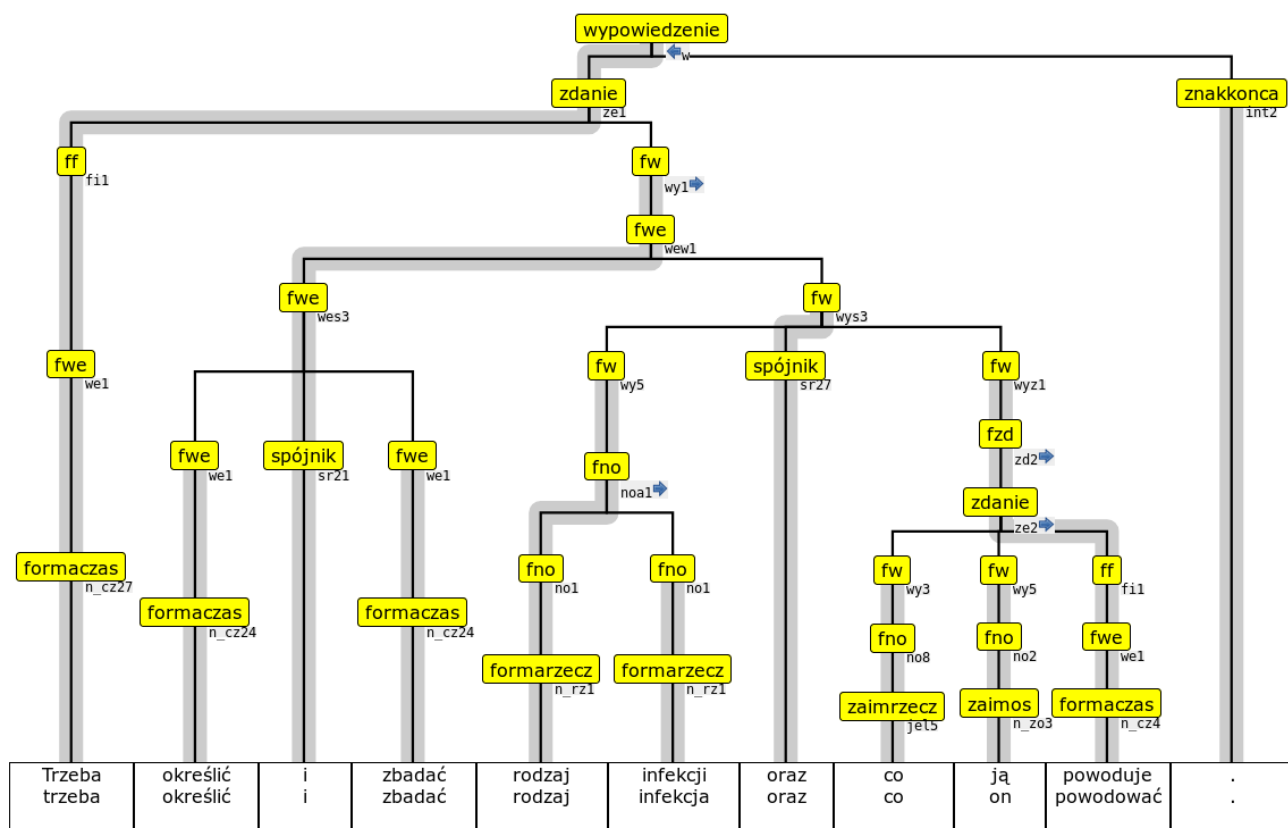 wypowiedzenie
w
zdanie znakkonca
ze1 int2
ff fw
fi1 wy1
fwe
wew1
fwe fw
wes3 wys3
fwe fw spójnik fw
we1 wy5 sr27 wyz1
fzd
zd2
fwe spójnik fwe fno
we1 sr21 we1 noa1
zdanie
ze2
formaczas fno fno fw fw ff
n_cz27 no1 no1 wy3 wy5 fi1
formaczas formaczas fno fno fwe
n_cz24 n_cz24 no8 no2 we1
formarzecz formarzecz
n_rz1 n_rz1
zaimrzecz zaimos formaczas
jel5 n_zo3 n_cz4
Trzeba określić i zbadać rodzaj infekcji oraz co ją powoduje .
trzeba określić i zbadać rodzaj infekcja oraz co on powodować .